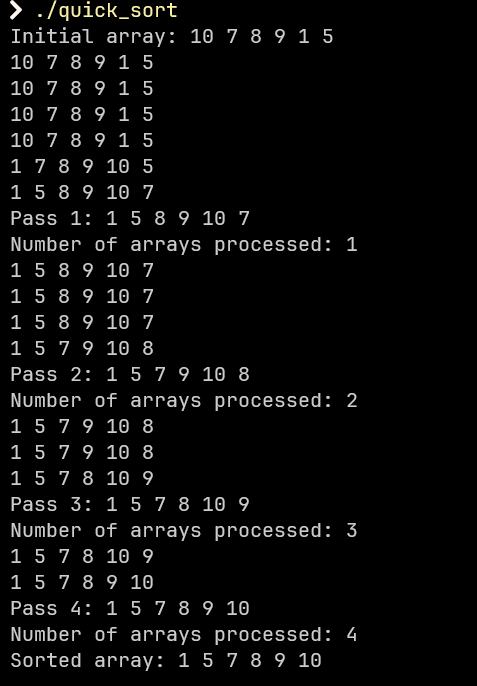 ❯ ./quick_sort
Initial array: 10 7 8 9 1 5
10 7 8 9 1 5
10 7 8 9 1 5
10 7 8 9 1 5
10 7 8 9 1 5
1 7 8 9 10 5
1 5 8 9 10 7
Pass 1: 1 5 8 9 10 7
Number of arrays processed: 1
1 5 8 9 10 7
1 5 8 9 10 7
1 5 8 9 10 7
1 5 7 9 10 8
Pass 2: 1 5 7 9 10 8
Number of arrays processed: 2
1 5 7 9 10 8
1 5 7 9 10 8
1 5 7 8 10 9
Pass 3: 1 5 7 8 10 9
Number of arrays processed: 3
1 5 7 8 10 9
1 5 7 8 9 10
Pass 4: 1 5 7 8 9 10
Number of arrays processed: 4
Sorted array: 1 5 7 8 9 10